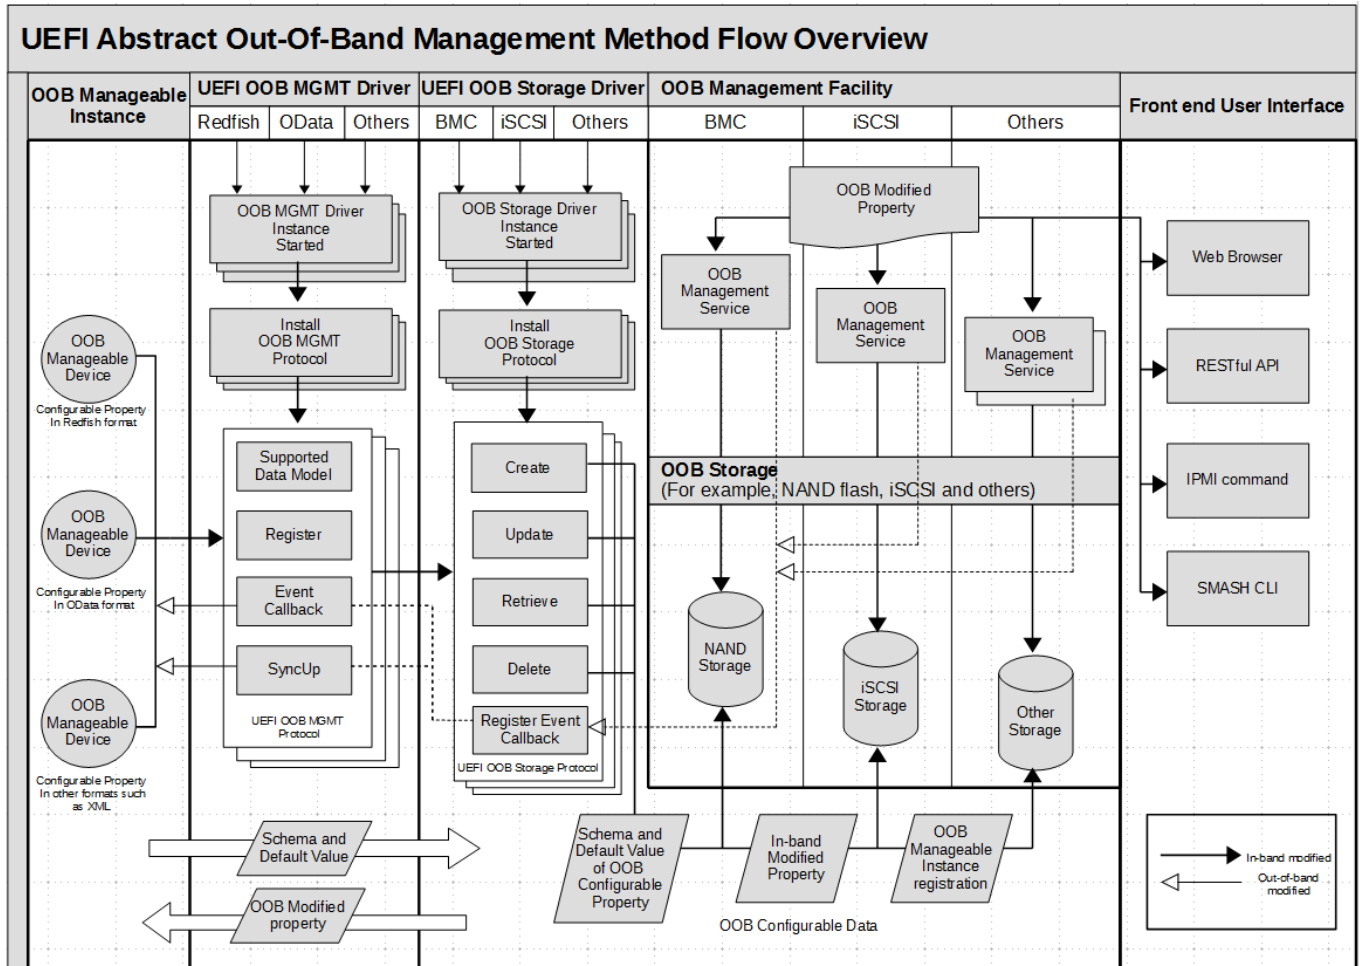 UEFI Abstract Out-Of-Band Management Method Flow Overview
OOB Manageable
Instance
UEFI OOB MGMT Driver
UEFI OOB Storage Driver
OOB Management Facility
Front end User Interface
Redfish
OData
Others
BMC
iSCSI
Others
BMC
iSCSI
Others
OOB
Manageable
Device
Configurable Property
In Redfish format
OOB
Manageable
Device
Configurable Property
In OData format
OOB
Manageable
Device
Configurable Property
In other formats such
as XML
OOB MGMT Driver
Instance
Started
Install
OOB MGMT
Protocol
Supported
Data Model
Register
Event
Callback
SyncUp
UEFI OOB MGMT
Protocol
OOB Storage Driver
Instance
Started
Install
OOB Storage
Protocol
Create
Update
Retrieve
Delete
Register Event
Callback
UEFI OOB Storage Protocol
OOB Modified
Property
OOB
Management
Service
OOB
Management
Service
OOB
Management
Service
OOB Storage
(For example, NAND flash, iSCSI and others)
NAND
Storage
iSCSI
Storage
Other
Storage
Web Browser
RESTful API
IPMI command
SMASH CLI
Schema and
Default Value
OOB Modified
property
Schema and
Default Value
of OOB
Configurable
Property
In-band
Modified
Property
OOB
Manageable
Instance
registration
OOB Configurable Data
In-band modified
Out-of-band
modified